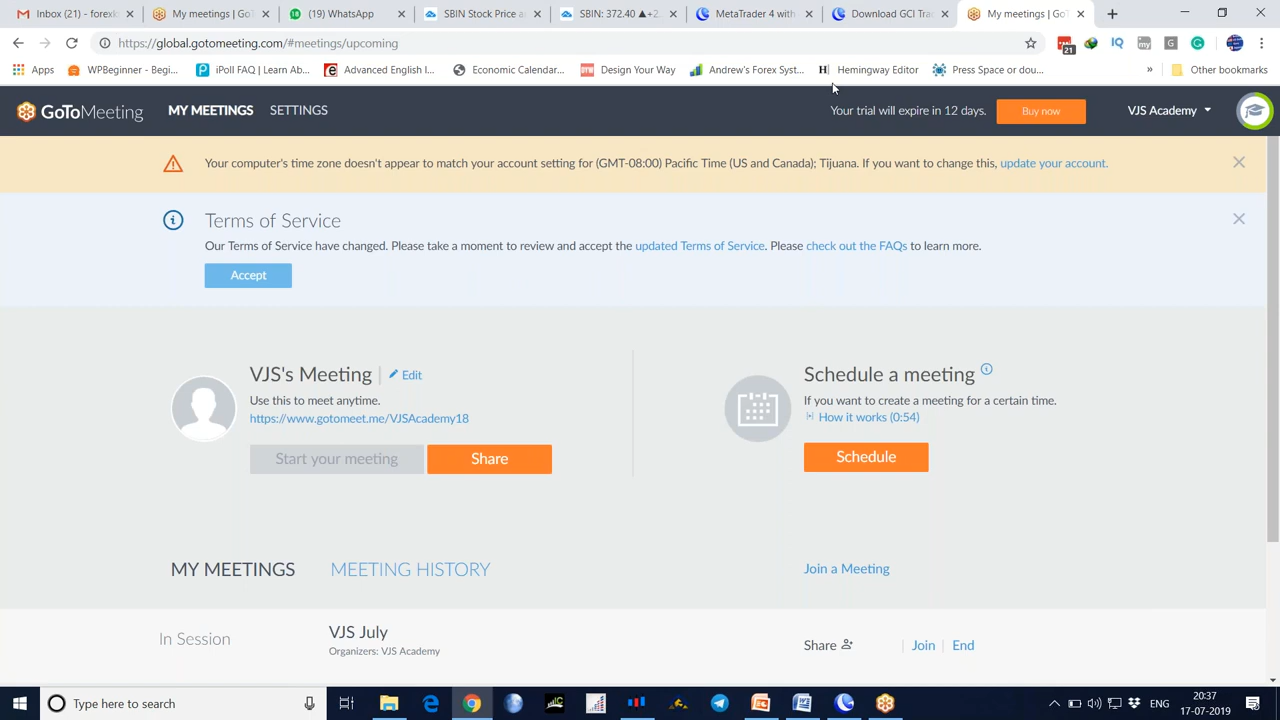 Inbox (21) - forexk
My meetings | GoT
(19) WhatsApp
SBIN Stock Price a
SBIN: 372.40 ▲+2.
MetaTrader 4 with
Download GCI Tra
My meetings | GoT
https://global.gotomeeting.com/#meetings/upcoming
21
Apps
WPBeginner - Begi...
iPoll FAQ | Learn Ab...
Advanced English I...
Economic Calendar...
Design Your Way
Andrew's Forex Syst...
Hemingway Editor
Press Space or dou...
»
Other bookmarks
GoToMeeting
MY MEETINGS
SETTINGS
Your trial will expire in 12 days.
Buy now
VJS Academy
Your computer's time zone doesn't appear to match your account setting for (GMT-08:00) Pacific Time (US and Canada); Tijuana. If you want to change this, update your account.
Terms of Service
Our Terms of Service have changed. Please take a moment to review and accept the updated Terms of Service. Please check out the FAQs to learn more.
Accept
VJS's Meeting | Edit
Use this to meet anytime.
https://www.gotomeet.me/VJSAcademy18
Start your meeting
Share
Schedule a meeting
If you want to create a meeting for a certain time.
How it works (0:54)
Schedule
MY MEETINGS
MEETING HISTORY
Join a Meeting
In Session
VJS July
Organizers: VJS Academy
Share
Join
End
Type here to search
ENG
20:37
17-07-2019